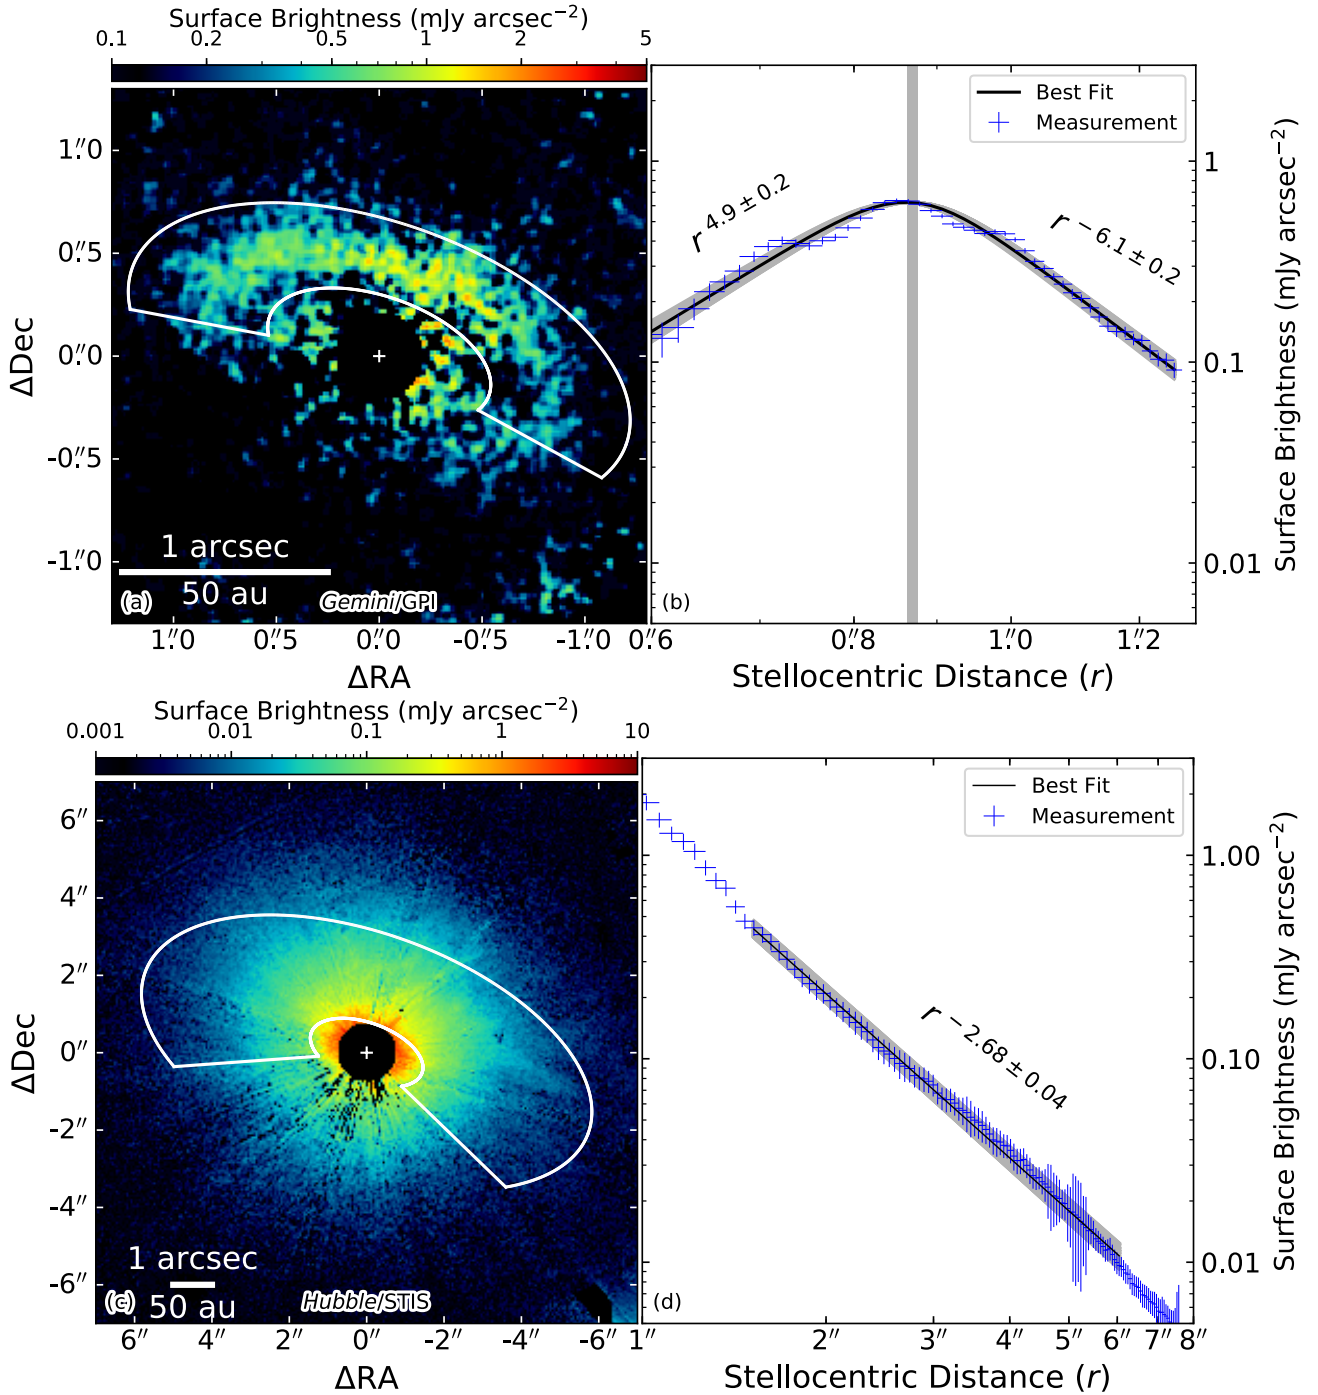 Surface Brightness (mJy arcsec⁻²)
0.1 0.2 0.5 1 2 5
1″.0
0″.5
0″.0
-0″.5
-1″.0
ΔDec
1 arcsec
50 au
(a)
Gemini/GPI
1″.0 0″.5 0″.0 -0″.5 -1″.0
ΔRA
Best Fit
Measurement
r^4.9 ± 0.2
r^−6.1 ± 0.2
1
0.1
0.01
Surface Brightness (mJy arcsec⁻²)
(b)
0″.6 0″.8 1″.0 1″.2
Stellocentric Distance (r)
Surface Brightness (mJy arcsec⁻²)
0.001 0.01 0.1 1 10
6″
4″
2″
0″
-2″
-4″
-6″
ΔDec
1 arcsec
50 au
(c)
Hubble/STIS
6″ 4″ 2″ 0″ -2″ -4″ -6″
ΔRA
Best Fit
Measurement
r^−2.68 ± 0.04
1.00
0.10
0.01
Surface Brightness (mJy arcsec⁻²)
(d)
1″ 2″ 3″ 4″ 5″ 6″ 7″ 8″
Stellocentric Distance (r)